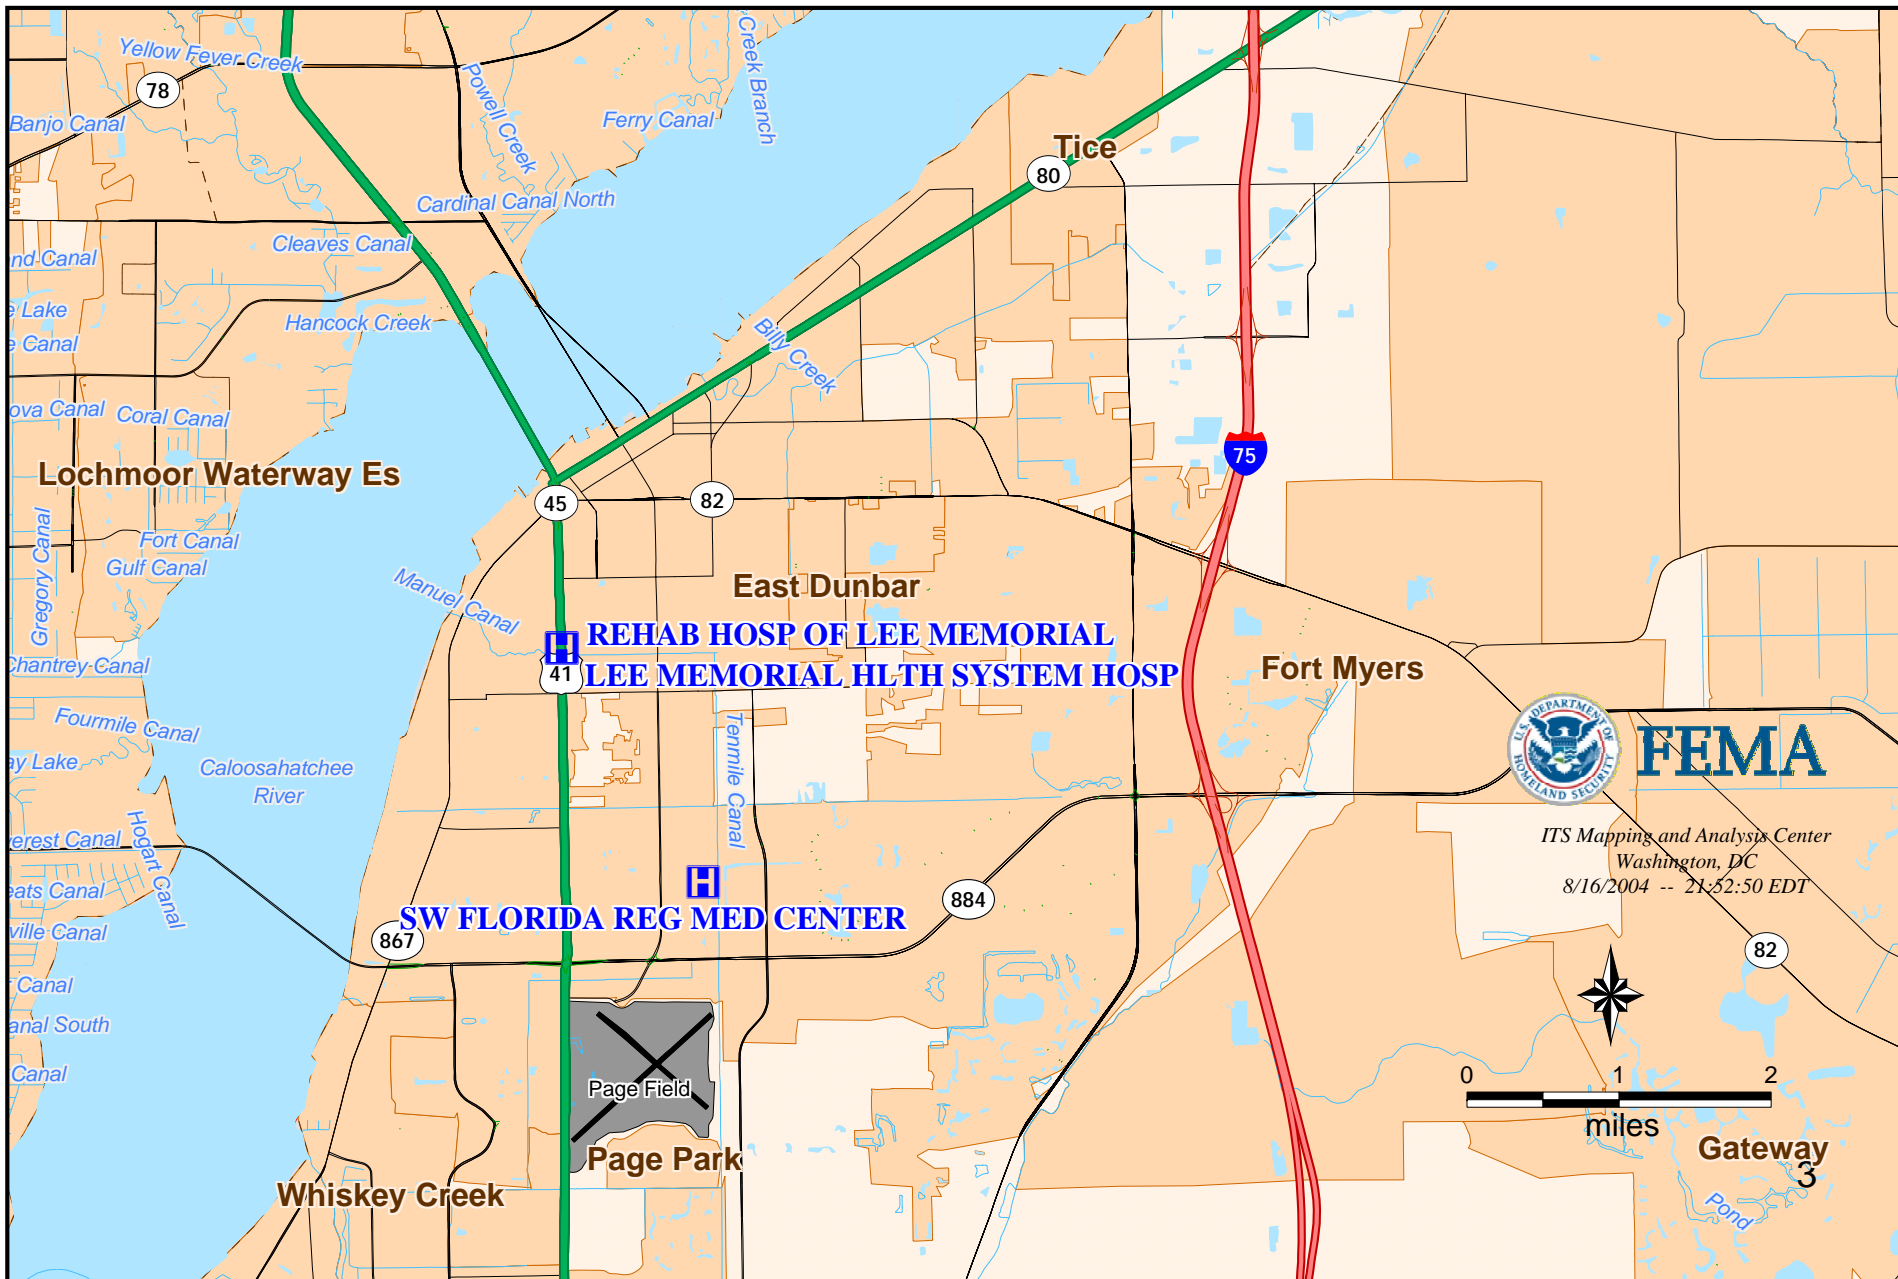 Yellow Fever Creek
78
Banjo Canal
Powell Creek
Ferry Canal
Creek Branch
Tice
80
Cardinal Canal North
Cleaves Canal
nd Canal
e Lake
Hancock Creek
e Canal
Billy Creek
ova Canal
Coral Canal
75
Lochmoor Waterway Es
45
82
Gregory Canal
Fort Canal
Gulf Canal
Manuel Canal
East Dunbar
H REHAB HOSP OF LEE MEMORIAL
41 LEE MEMORIAL HLTH SYSTEM HOSP
Fort Myers
Chantrey Canal
Fourmile Canal
Tenmile Canal
U.S. DEPARTMENT OF HOMELAND SECURITY
FEMA
ay Lake
Caloosahatchee
River
Hogart Canal
verest Canal
ITS Mapping and Analysis Center
Washington, DC
8/16/2004 -- 21:52:50 EDT
H
eats Canal
884
SW FLORIDA REG MED CENTER
ville Canal
867
82
Canal
anal South
Canal
Page Field
0 1 2
miles
Page Park
Gateway
3
Whiskey Creek
Pond